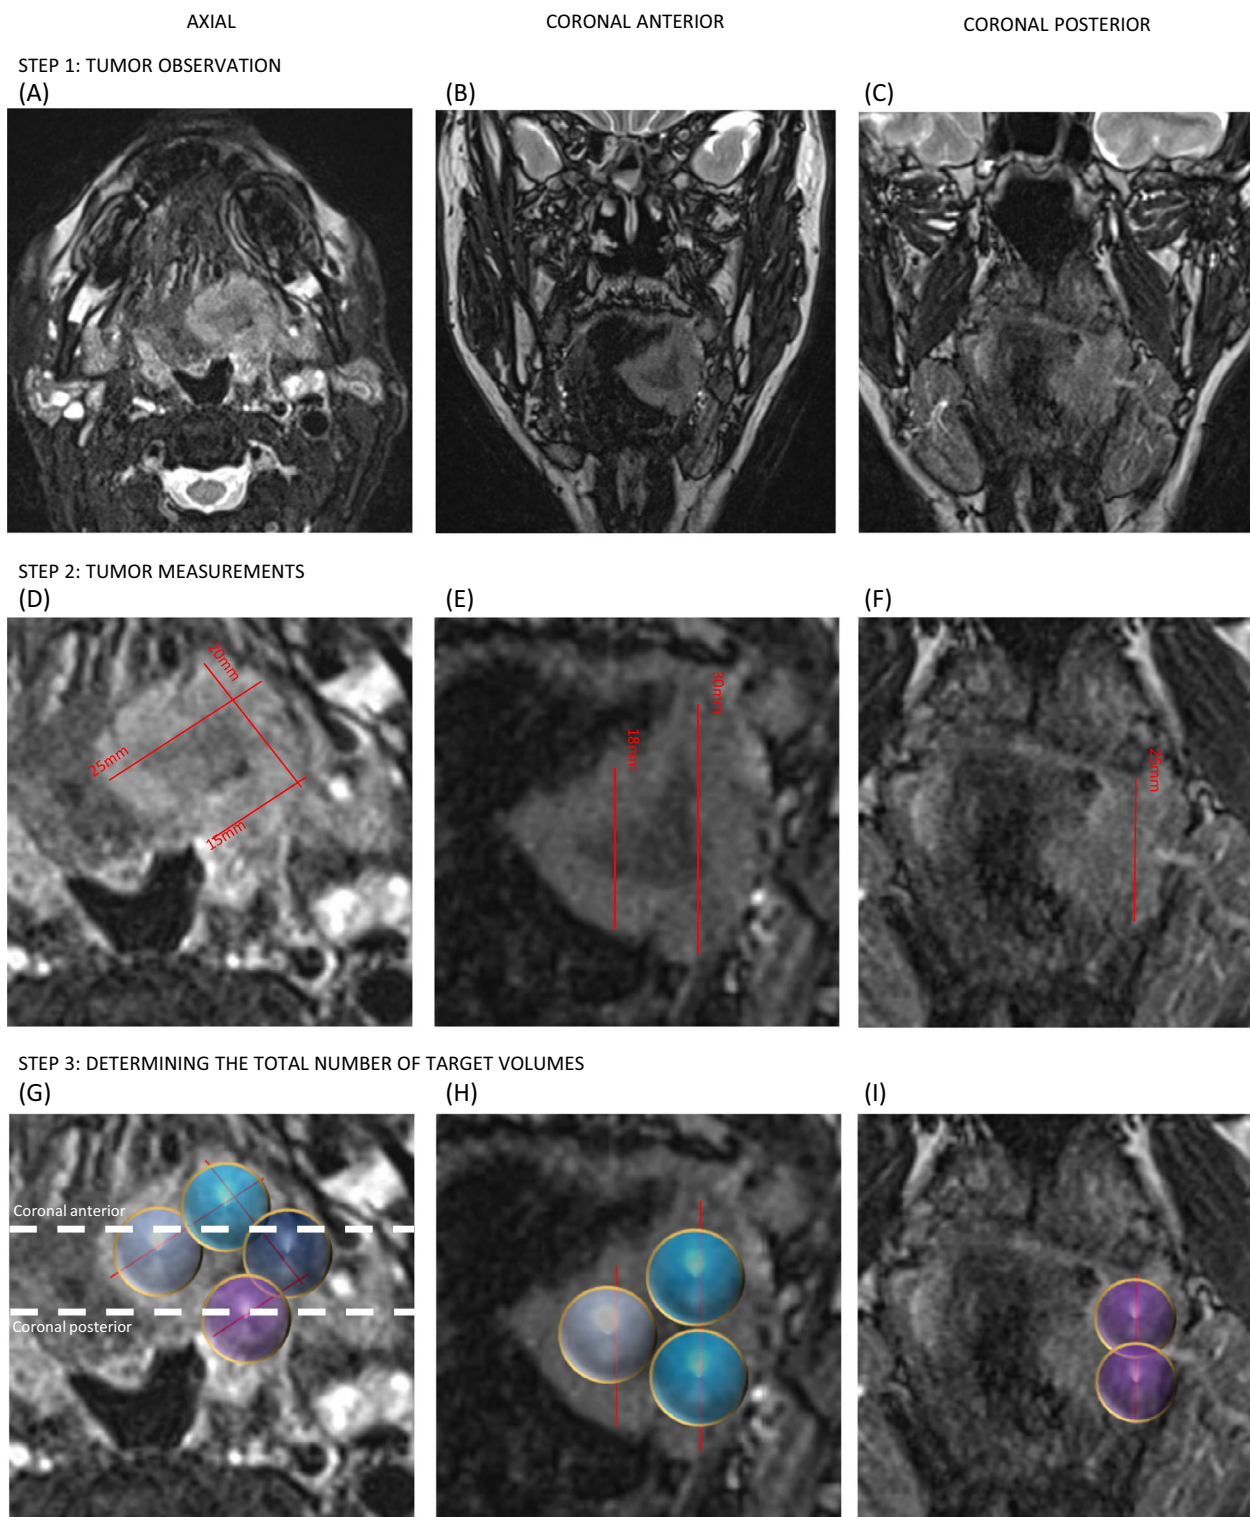 AXIAL
CORONAL ANTERIOR
CORONAL POSTERIOR
STEP 1: TUMOR OBSERVATION
(A)
(B)
(C)
STEP 2: TUMOR MEASUREMENTS
(D)
(E)
(F)
20mm
25mm
15mm
18mm
30mm
25mm
STEP 3: DETERMINING THE TOTAL NUMBER OF TARGET VOLUMES
(G)
(H)
(I)
Coronal anterior
Coronal posterior